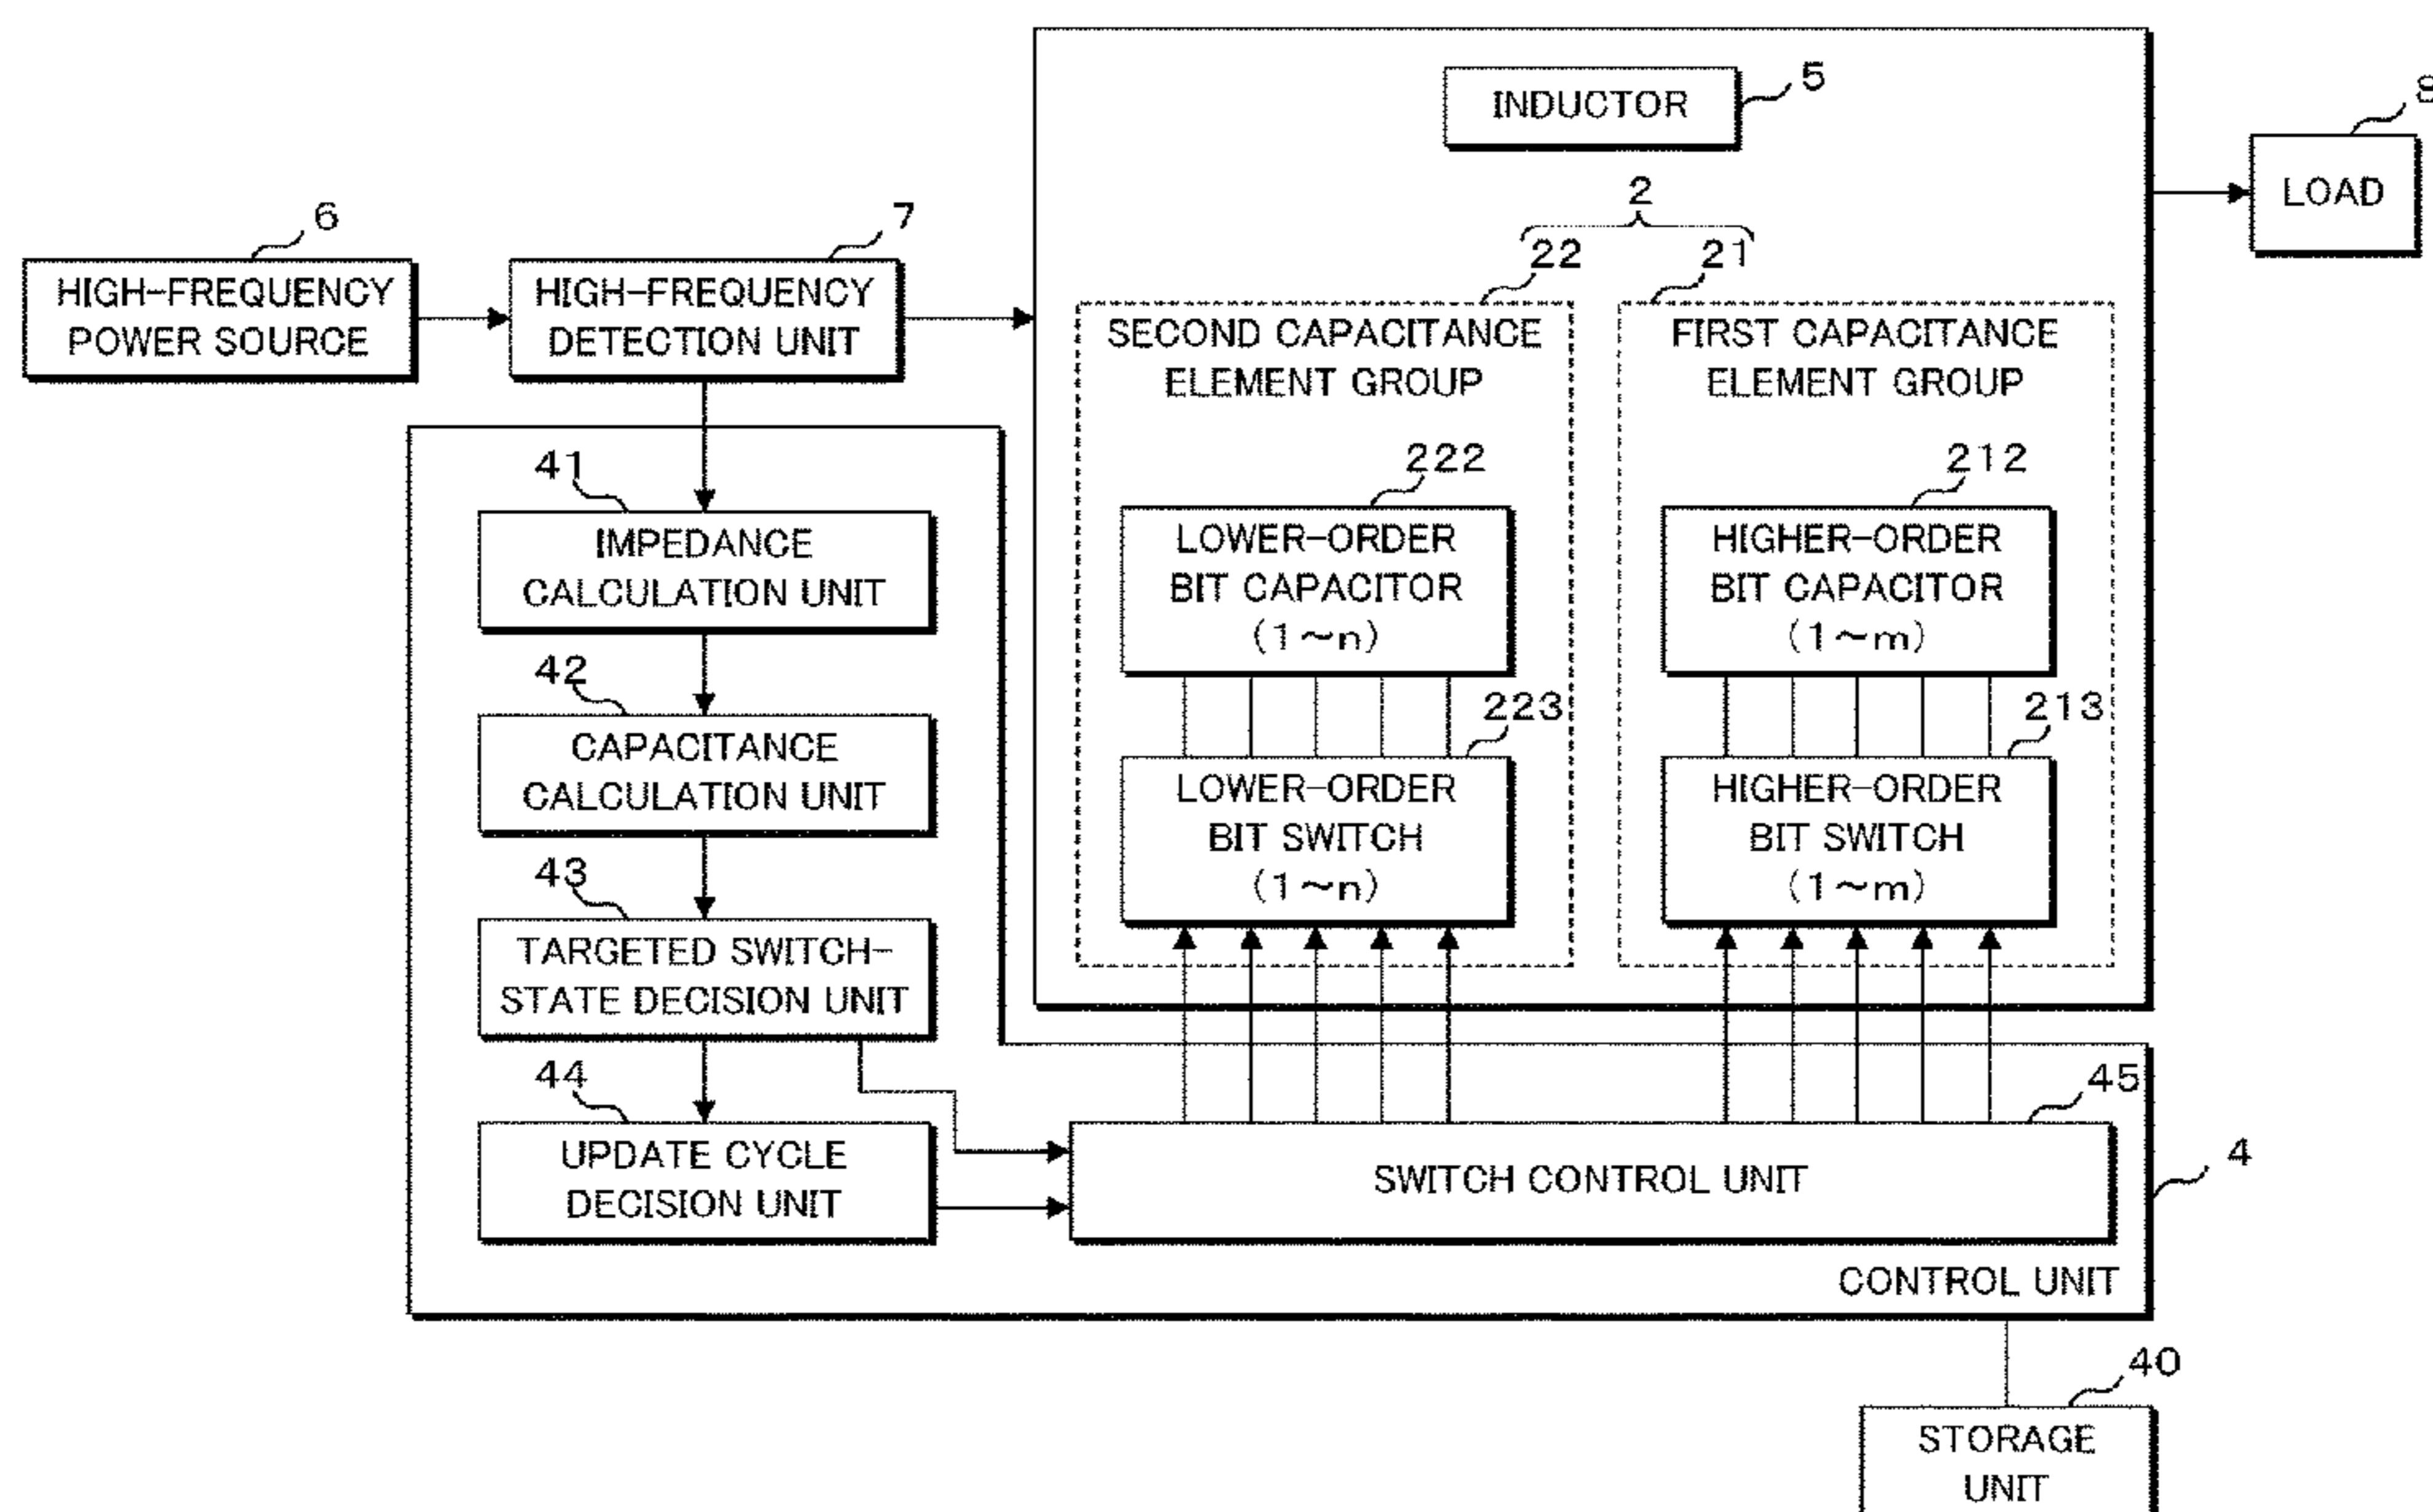 5
INDUCTOR
8
LOAD
2
22
21
6
HIGH-FREQUENCY
POWER SOURCE
7
HIGH-FREQUENCY
DETECTION UNIT
SECOND CAPACITANCE
ELEMENT GROUP
FIRST CAPACITANCE
ELEMENT GROUP
222
LOWER-ORDER
BIT CAPACITOR
(1~n)
212
HIGHER-ORDER
BIT CAPACITOR
(1~m)
223
LOWER-ORDER
BIT SWITCH
(1~n)
213
HIGHER-ORDER
BIT SWITCH
(1~m)
41
IMPEDANCE
CALCULATION UNIT
42
CAPACITANCE
CALCULATION UNIT
43
TARGETED SWITCH-
STATE DECISION UNIT
44
UPDATE CYCLE
DECISION UNIT
45
SWITCH CONTROL UNIT
4
CONTROL UNIT
40
STORAGE
UNIT